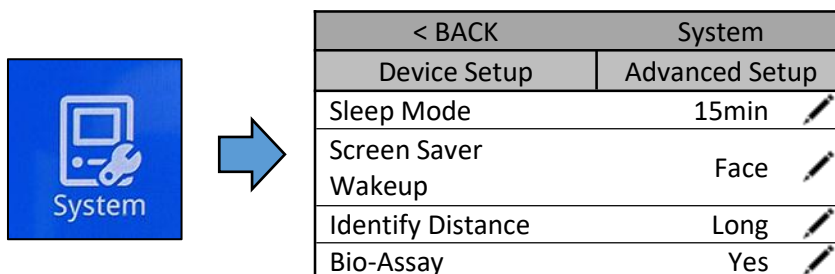 System
< BACK System
Device Setup Advanced Setup
Sleep Mode 15min
Screen Saver
Wakeup Face
Identify Distance Long
Bio-Assay Yes